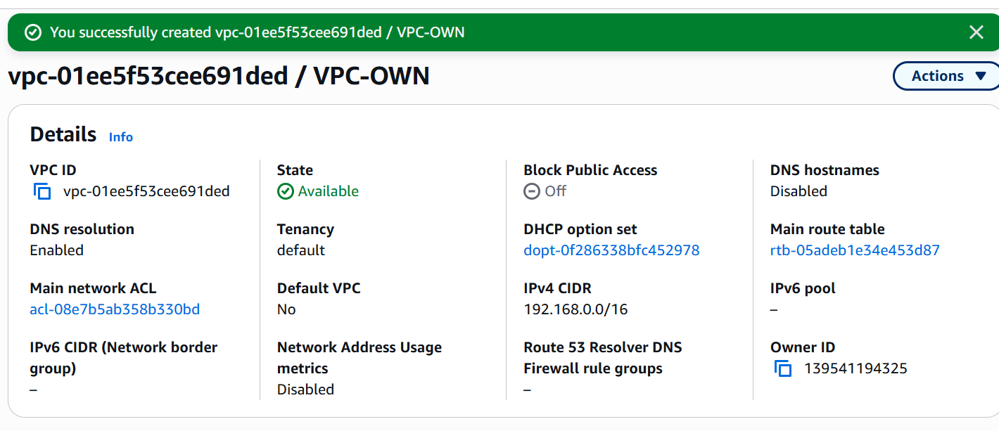 You successfully created vpc-01ee5f53cee691ded / VPC-OWN
vpc-01ee5f53cee691ded / VPC-OWN
Actions
Details Info
VPC ID
vpc-01ee5f53cee691ded
State
Available
Block Public Access
Off
DNS hostnames
Disabled
DNS resolution
Enabled
Tenancy
default
DHCP option set
dopt-0f286338bfc452978
Main route table
rtb-05adeb1e34e453d87
Main network ACL
acl-08e7b5ab358b330bd
Default VPC
No
IPv4 CIDR
192.168.0.0/16
IPv6 pool
–
IPv6 CIDR (Network border
group)
–
Network Address Usage
metrics
Disabled
Route 53 Resolver DNS
Firewall rule groups
–
Owner ID
139541194325